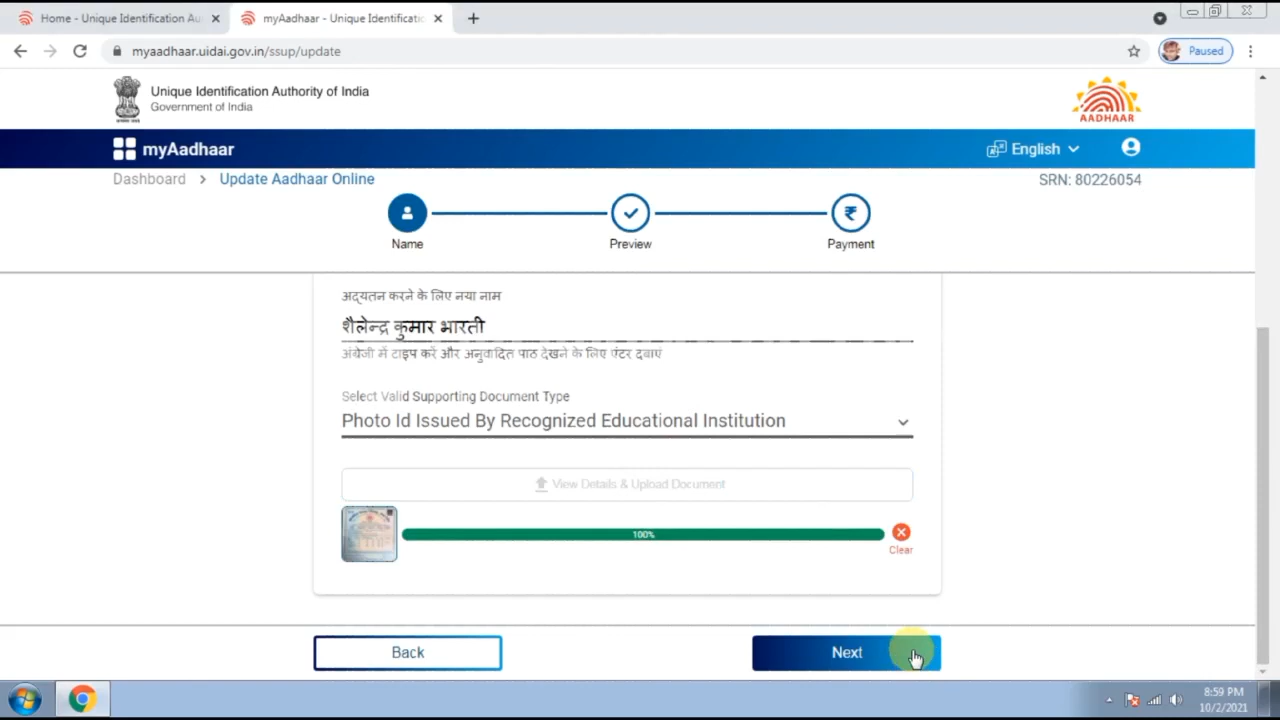 Home - Unique Identification Au
myAadhaar - Unique Identificatic
myaadhaar.uidai.gov.in/ssup/update
Paused
Unique Identification Authority of India
Government of India
AADHAAR
myAadhaar
English
Dashboard > Update Aadhaar Online
SRN: 80226054
Name
Preview
Payment
अद्यतन करने के लिए नया नाम
शैलेन्द्र कुमार भारती
अंग्रेजी में टाइप करें और अनुवादित पाठ देखने के लिए एंटर दबाएं
Select Valid Supporting Document Type
Photo Id Issued By Recognized Educational Institution
View Details & Upload Document
100%
Clear
Back
Next
8:59 PM
10/2/2021